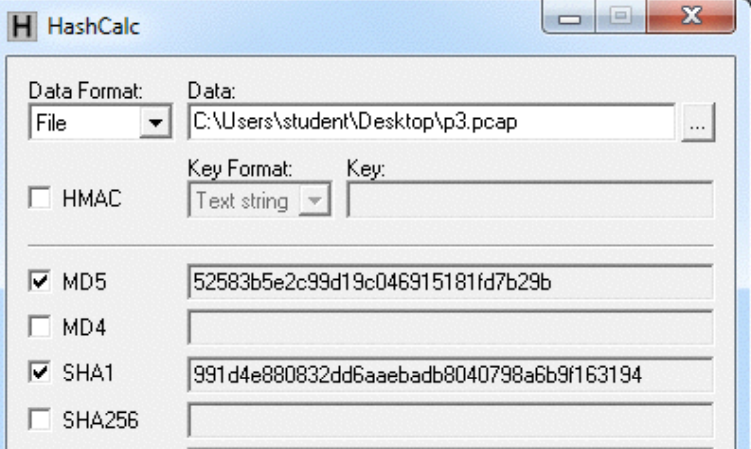 H HashCalc
Data Format: Data:
File C:\Users\student\Desktop\p3.pcap ...
Key Format: Key:
HMAC Text string
MD5 52583b5e2c99d19c046915181fd7b29b
MD4
SHA1 991d4e880832dd6aaebadb8040798a6b9f163194
SHA256